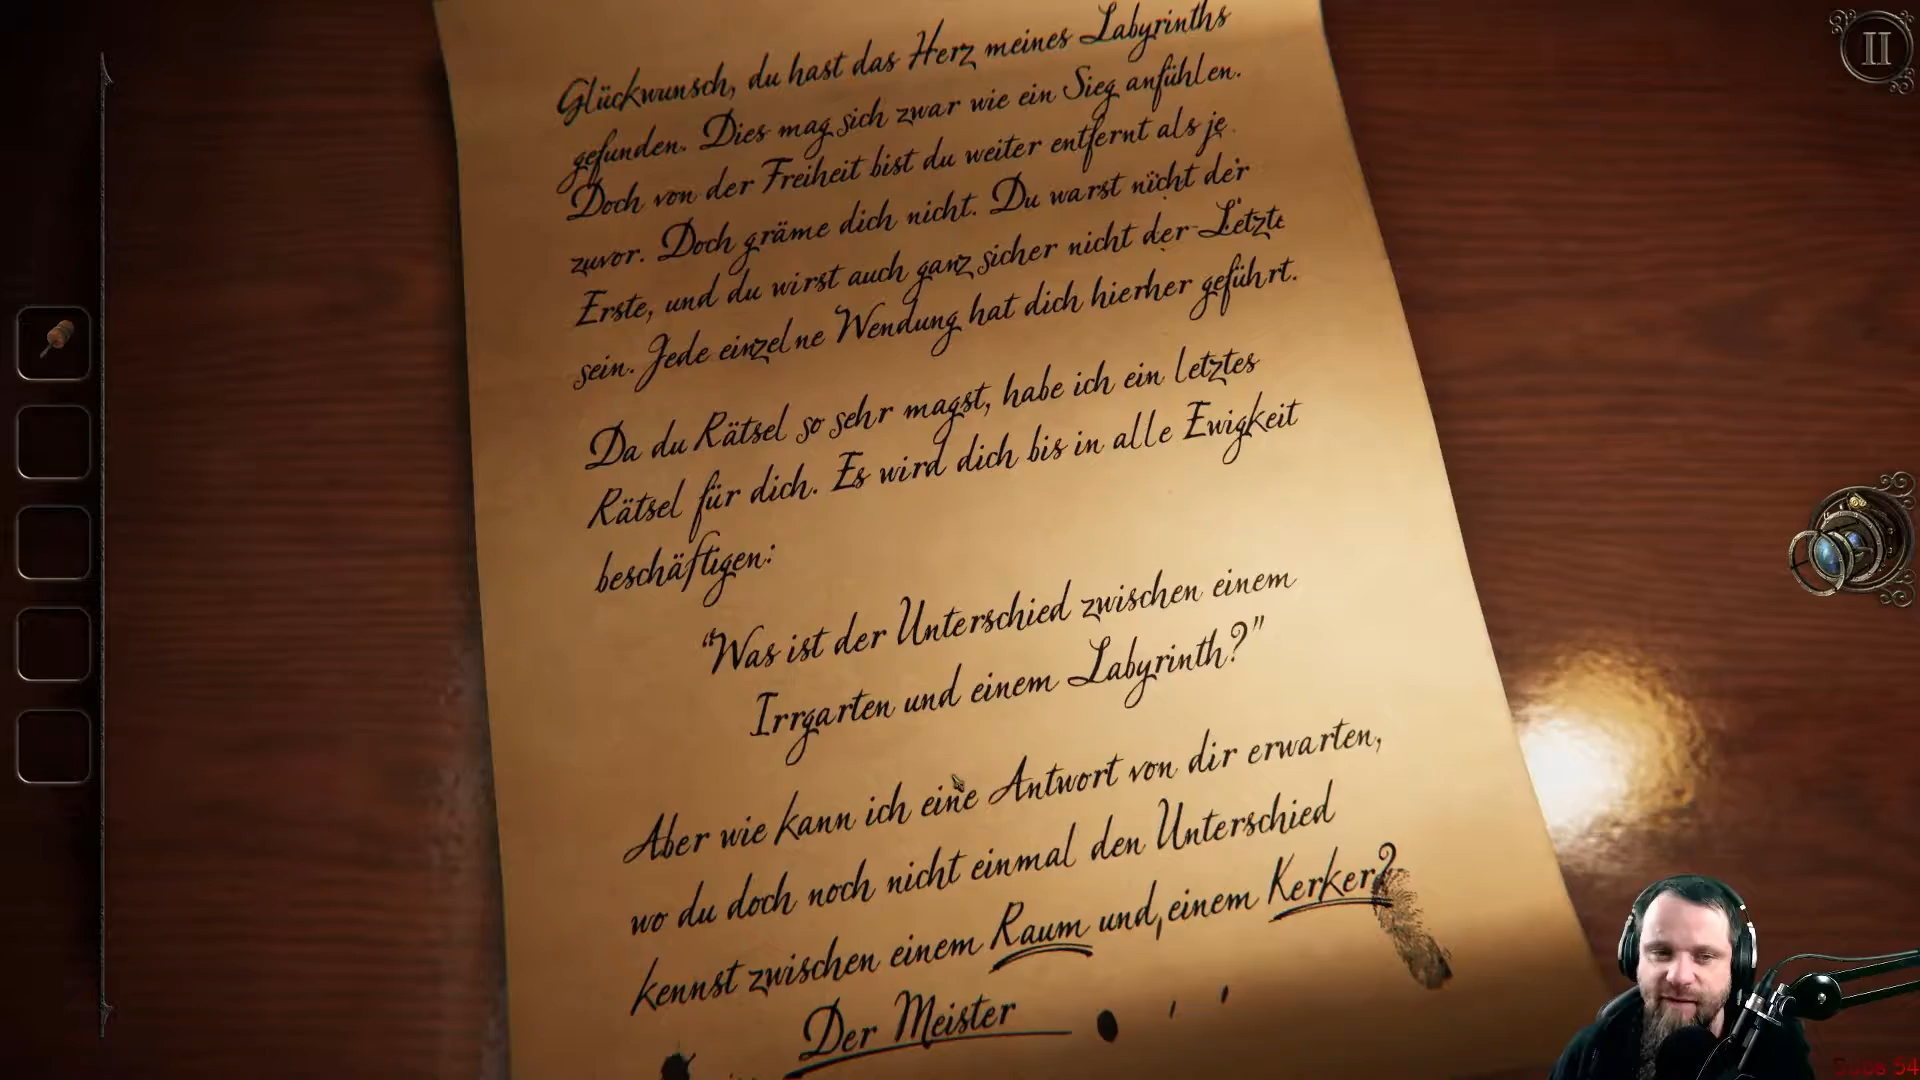 Glückwunsch, du hast das Herz meines Labyrinths
gefunden. Dies mag sich zwar wie ein Sieg anfühlen.
Doch von der Freiheit bist du weiter entfernt als je
zuvor. Doch gräme dich nicht. Du warst nicht der
Erste, und du wirst auch ganz sicher nicht der Letzte
sein. Jede einzelne Wendung hat dich hierher geführt.
Da du Rätsel so sehr magst, habe ich ein letztes
Rätsel für dich. Es wird dich bis in alle Ewigkeit
beschäftigen:
“Was ist der Unterschied zwischen einem
Irrgarten und einem Labyrinth?”
Aber wie kann ich eine Antwort von dir erwarten,
wo du doch noch nicht einmal den Unterschied
kennst zwischen einem Raum und einem Kerker?
Der Meister